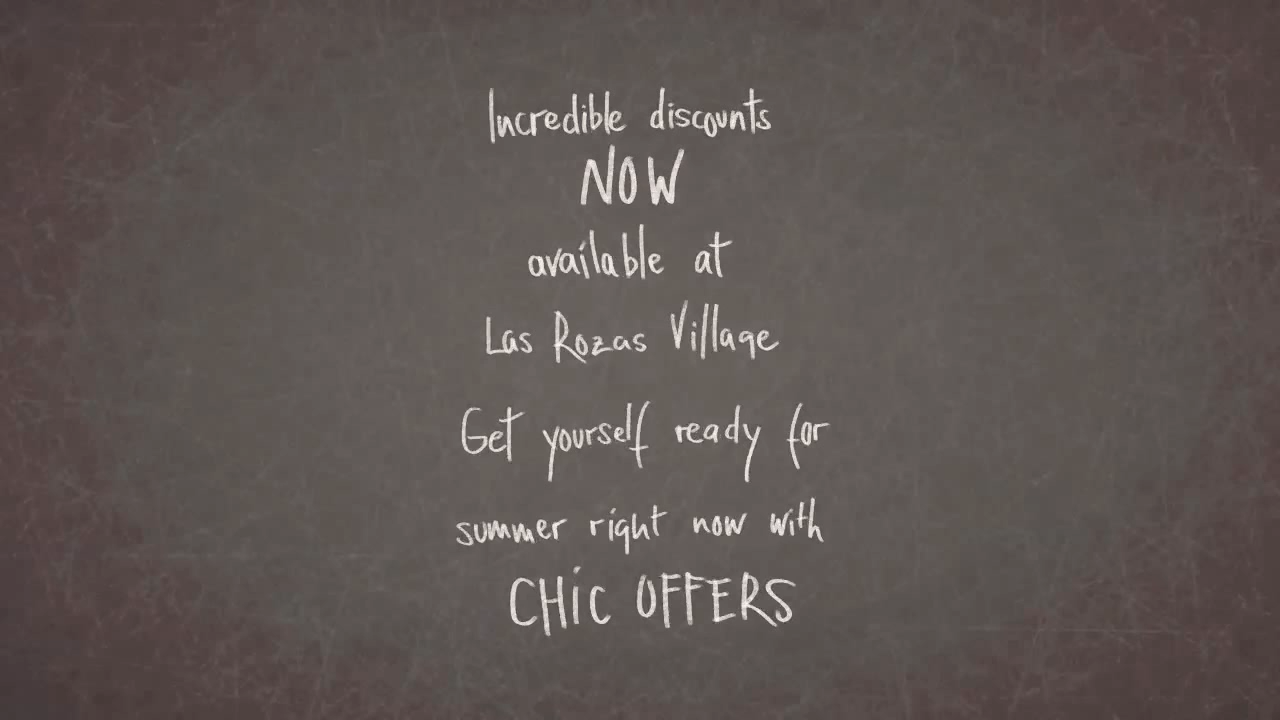 Incredible discounts
NOW
available at
Las Rozas Village
Get yourself ready for
summer right now with
CHiC OFFERS